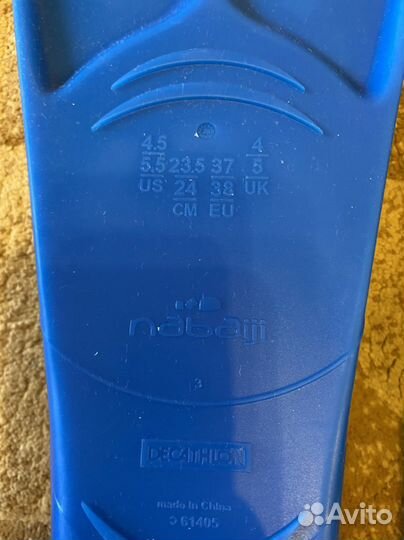 4.5 4
5.5 23.5 37 5
US 24 38 UK
CM EU
nabaiji
3
DECATHLON
made in China
61405
Avito